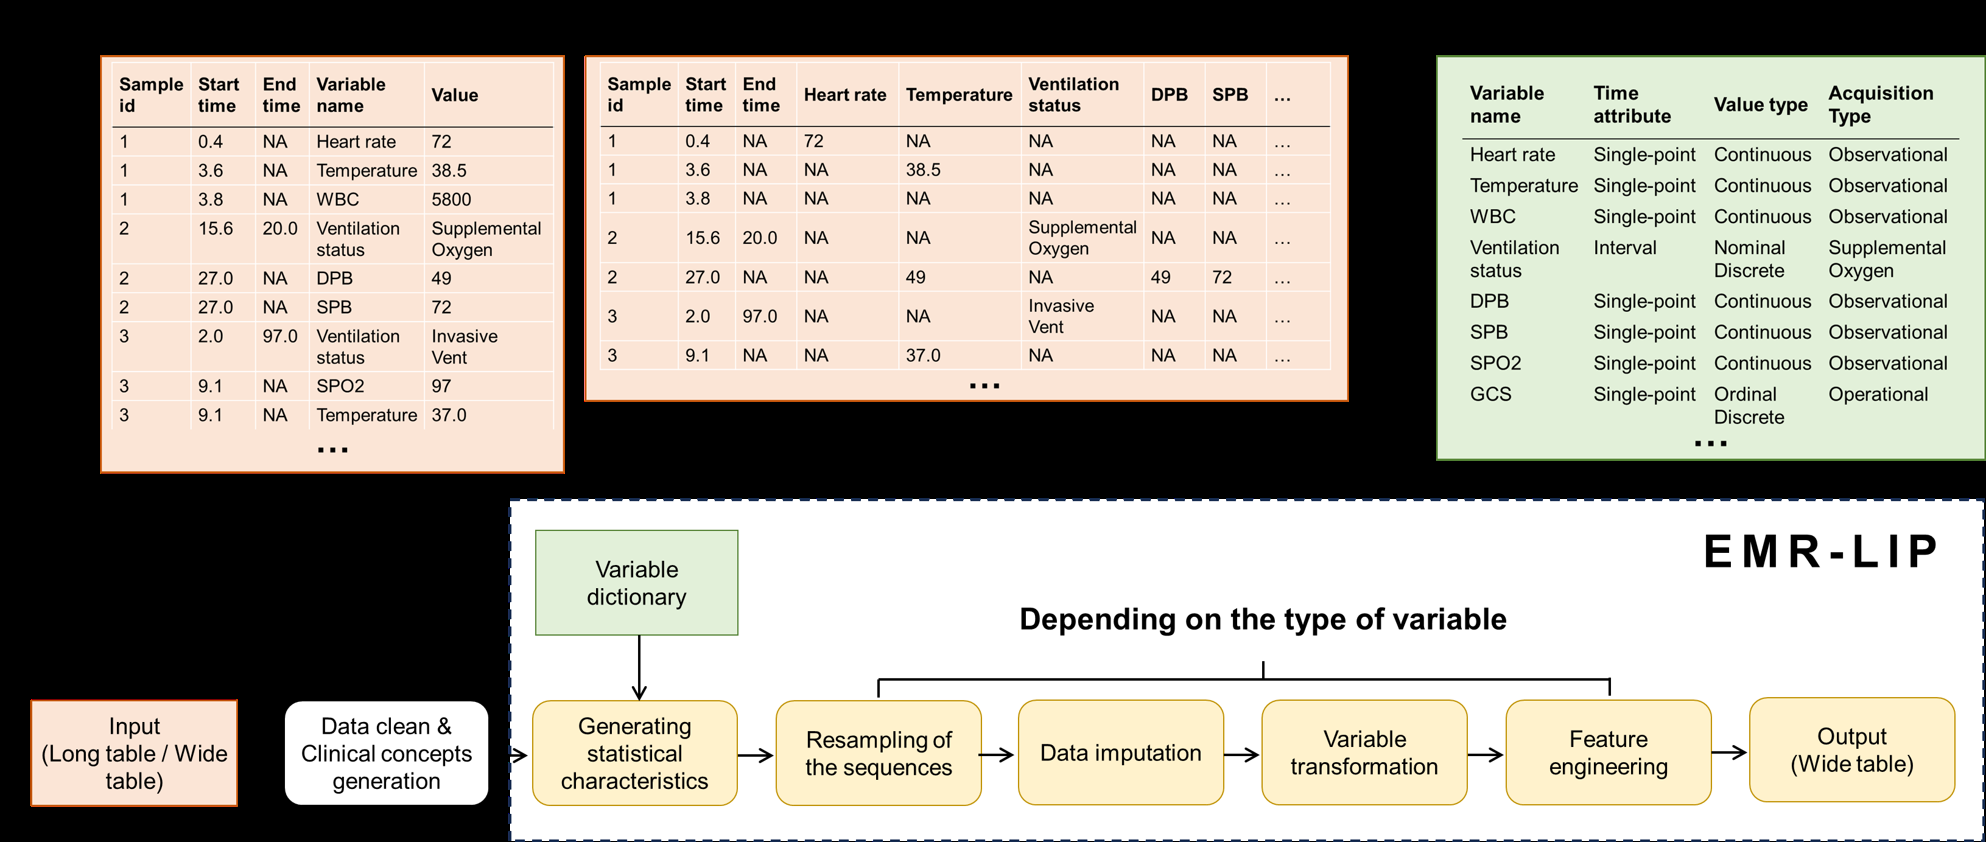 Sample id Start time End time Variable name Value
1 0.4 NA Heart rate 72
1 3.6 NA Temperature 38.5
1 3.8 NA WBC 5800
2 15.6 20.0 Ventilation status Supplemental Oxygen
2 27.0 NA DPB 49
2 27.0 NA SPB 72
3 2.0 97.0 Ventilation status Invasive Vent
3 9.1 NA SPO2 97
3 9.1 NA Temperature 37.0
...
Sample id Start time End time Heart rate Temperature Ventilation status DPB SPB ...
1 0.4 NA 72 NA NA NA NA ...
1 3.6 NA NA 38.5 NA NA NA ...
1 3.8 NA NA NA NA NA NA ...
2 15.6 20.0 NA NA Supplemental Oxygen NA NA ...
2 27.0 NA NA 49 NA 49 72 ...
3 2.0 97.0 NA NA Invasive Vent NA NA ...
3 9.1 NA NA 37.0 NA NA NA ...
...
Variable name Time attribute Value type Acquisition Type
Heart rate Single-point Continuous Observational
Temperature Single-point Continuous Observational
WBC Single-point Continuous Observational
Ventilation status Interval Nominal Discrete Supplemental Oxygen
DPB Single-point Continuous Observational
SPB Single-point Continuous Observational
SPO2 Single-point Continuous Observational
GCS Single-point Ordinal Discrete Operational
...
EMR-LIP
Variable
dictionary
Depending on the type of variable
Input
(Long table / Wide
table)
Data clean &
Clinical concepts
generation
Generating
statistical
characteristics
Resampling of
the sequences
Data imputation
Variable
transformation
Feature
engineering
Output
(Wide table)